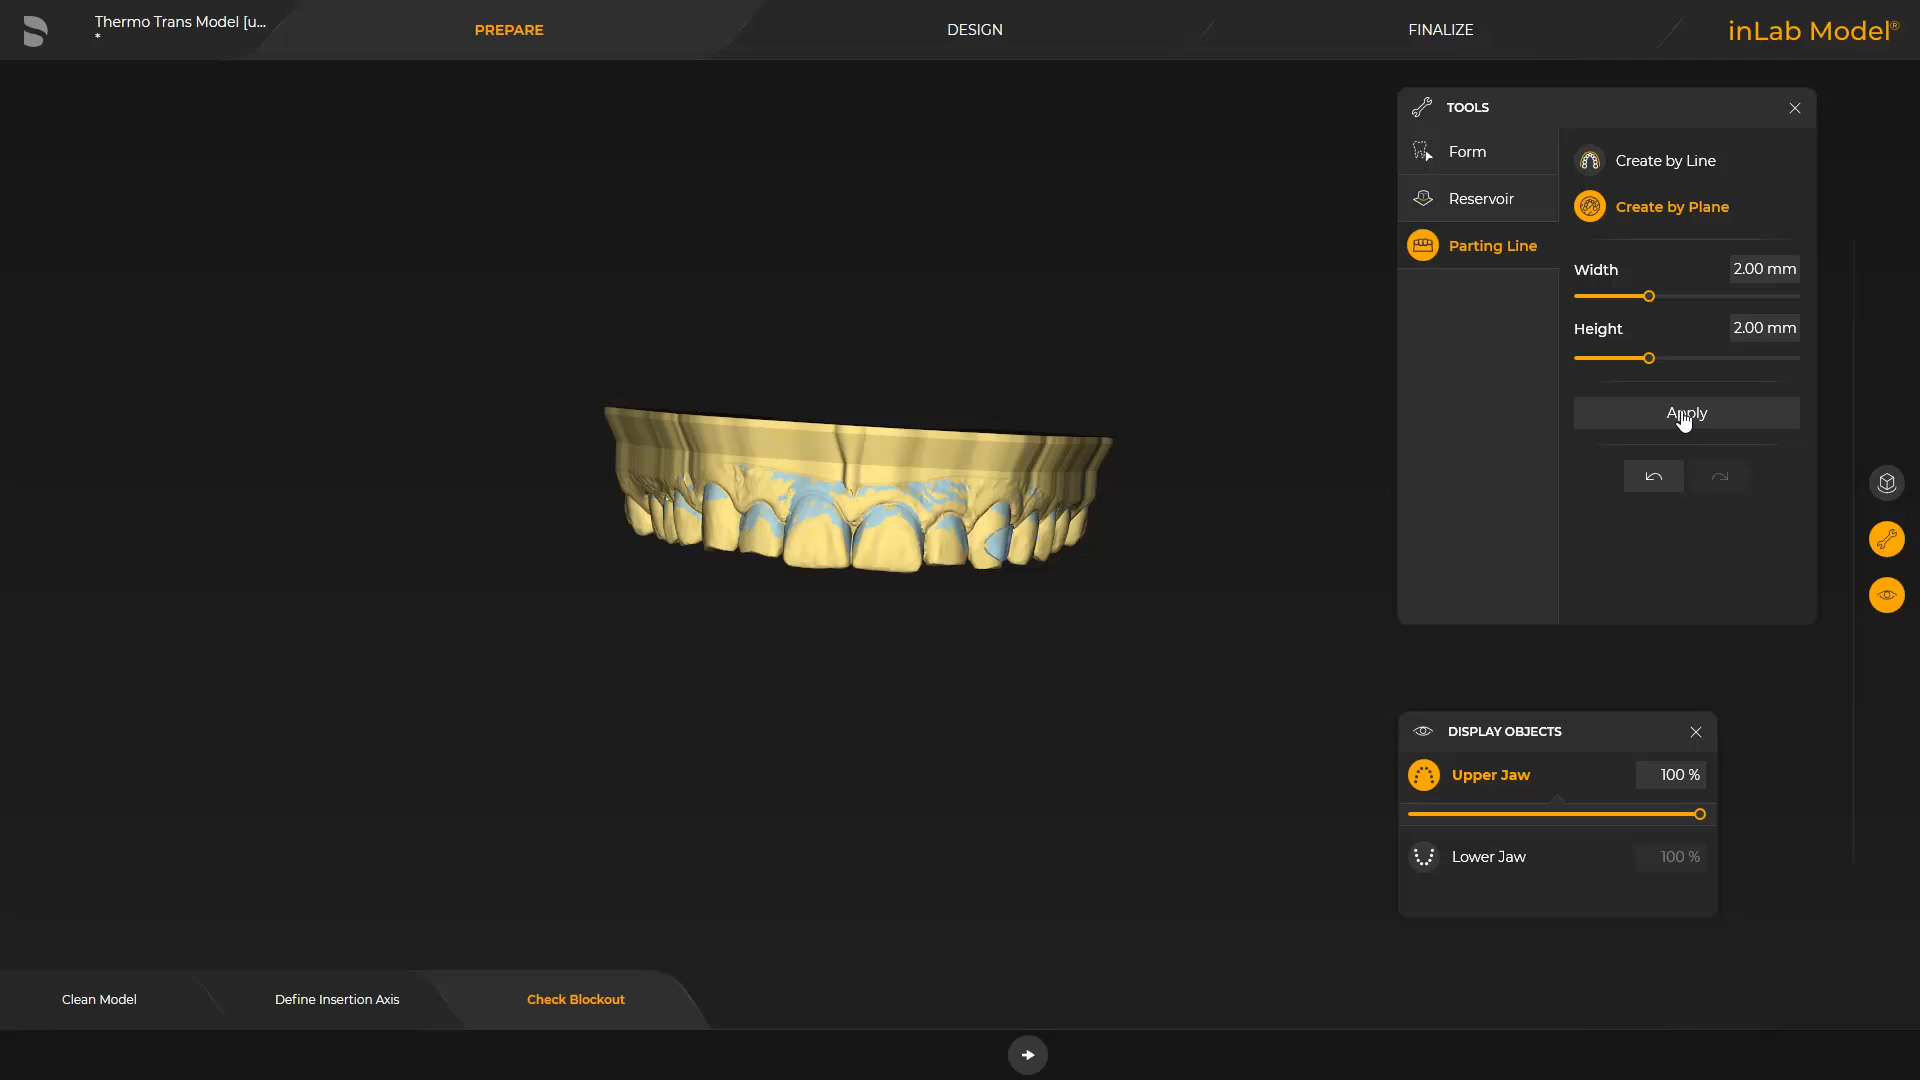 Thermo Trans Model [u...
*
PREPARE
DESIGN
FINALIZE
inLab Model®
TOOLS
Form
Reservoir
Parting Line
Create by Line
Create by Plane
Width
2.00 mm
Height
2.00 mm
Apply
DISPLAY OBJECTS
Upper Jaw
100 %
Lower Jaw
100 %
Clean Model
Define Insertion Axis
Check Blockout